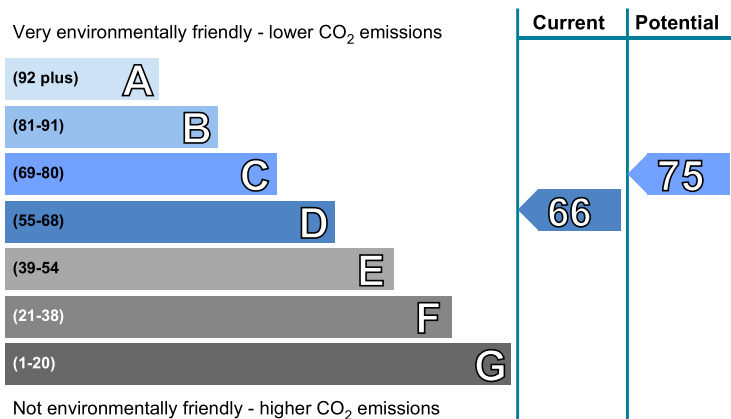 Current Potential
Very environmentally friendly - lower CO2 emissions
(92 plus) A
(81-91) B
(69-80) C
75
(55-68) D
66
(39-54 E
(21-38) F
(1-20) G
Not environmentally friendly - higher CO2 emissions